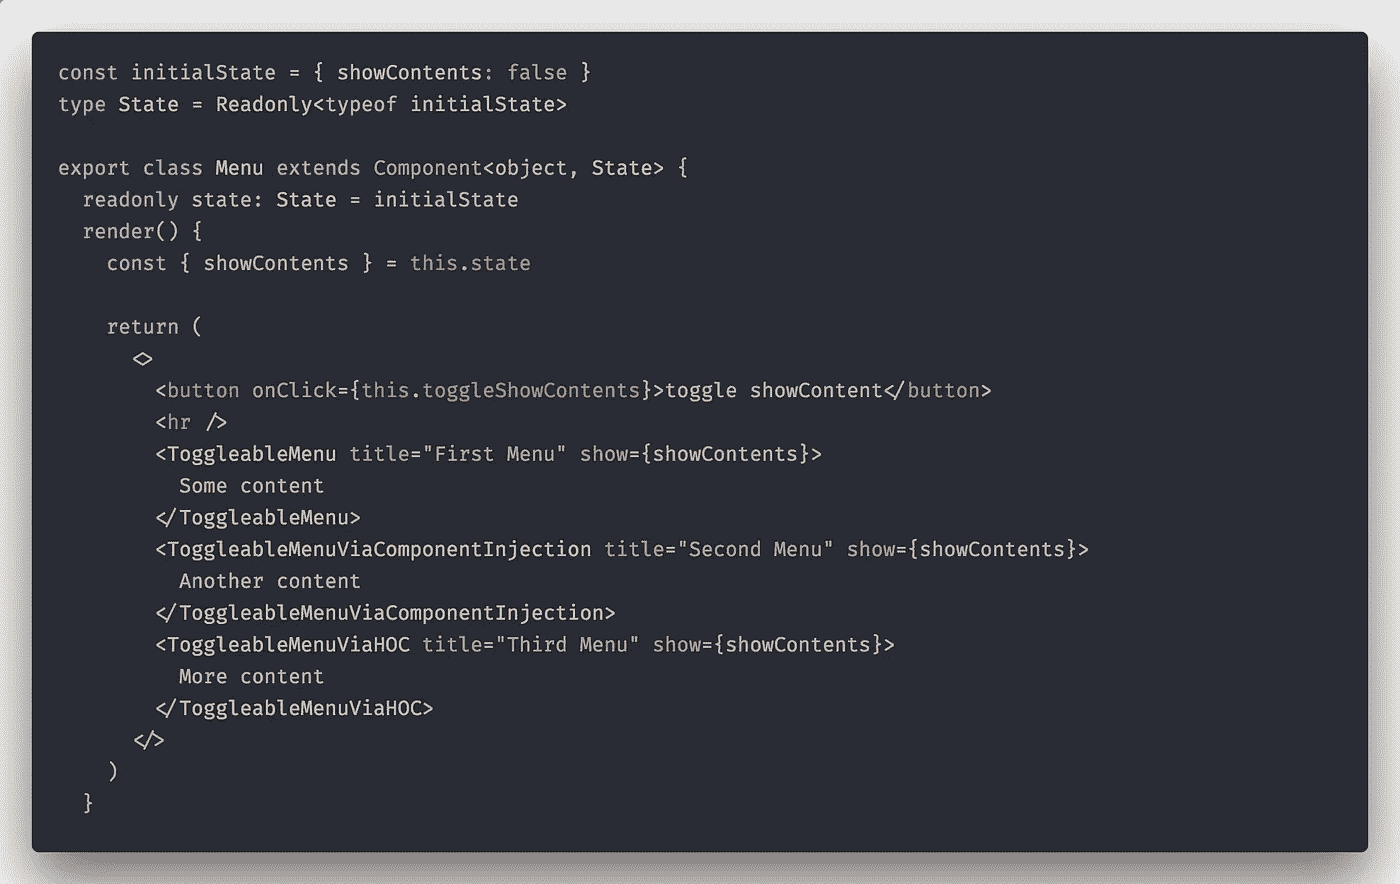 const initialState = { showContents: false }
type State = Readonly<typeof initialState>

export class Menu extends Component<object, State> {
  readonly state: State = initialState
  render() {
    const { showContents } = this.state

    return (
      <>
        <button onClick={this.toggleShowContents}>toggle showContent</button>
        <hr />
        <ToggleableMenu title="First Menu" show={showContents}>
          Some content
        </ToggleableMenu>
        <ToggleableMenuViaComponentInjection title="Second Menu" show={showContents}>
          Another content
        </ToggleableMenuViaComponentInjection>
        <ToggleableMenuViaHOC title="Third Menu" show={showContents}>
          More content
        </ToggleableMenuViaHOC>
      </>
    )
  }